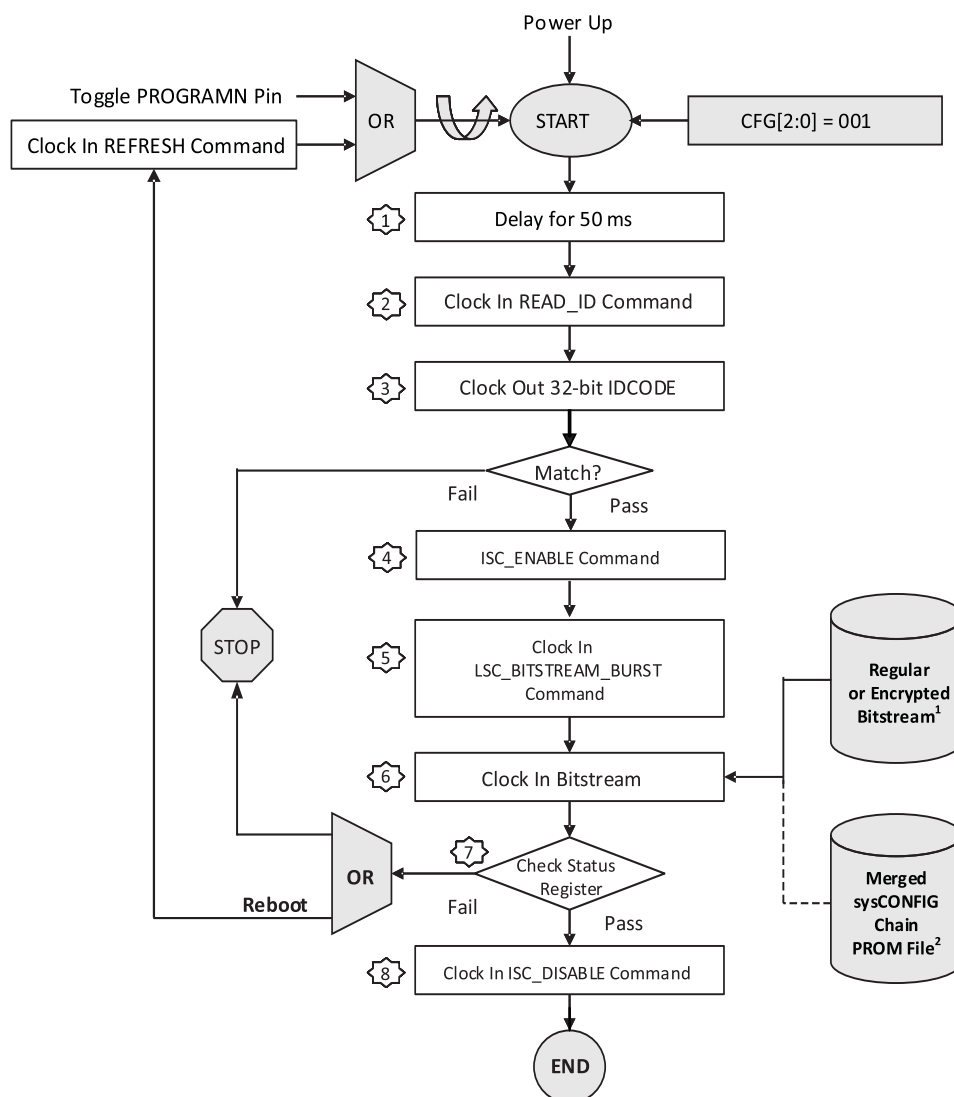 Power Up
Toggle PROGRAMN Pin
OR
START
CFG[2:0] = 001
Clock In REFRESH Command
1
Delay for 50 ms
2
Clock In READ_ID Command
3
Clock Out 32-bit IDCODE
Match?
Fail
Pass
4
ISC_ENABLE Command
STOP
5
Clock In
LSC_BITSTREAM_BURST
Command
Regular
or Encrypted
Bitstream¹
6
Clock In Bitstream
7
Check Status
Register
OR
Reboot
Fail
Pass
Merged
sysCONFIG
Chain
PROM File²
8
Clock In ISC_DISABLE Command
END